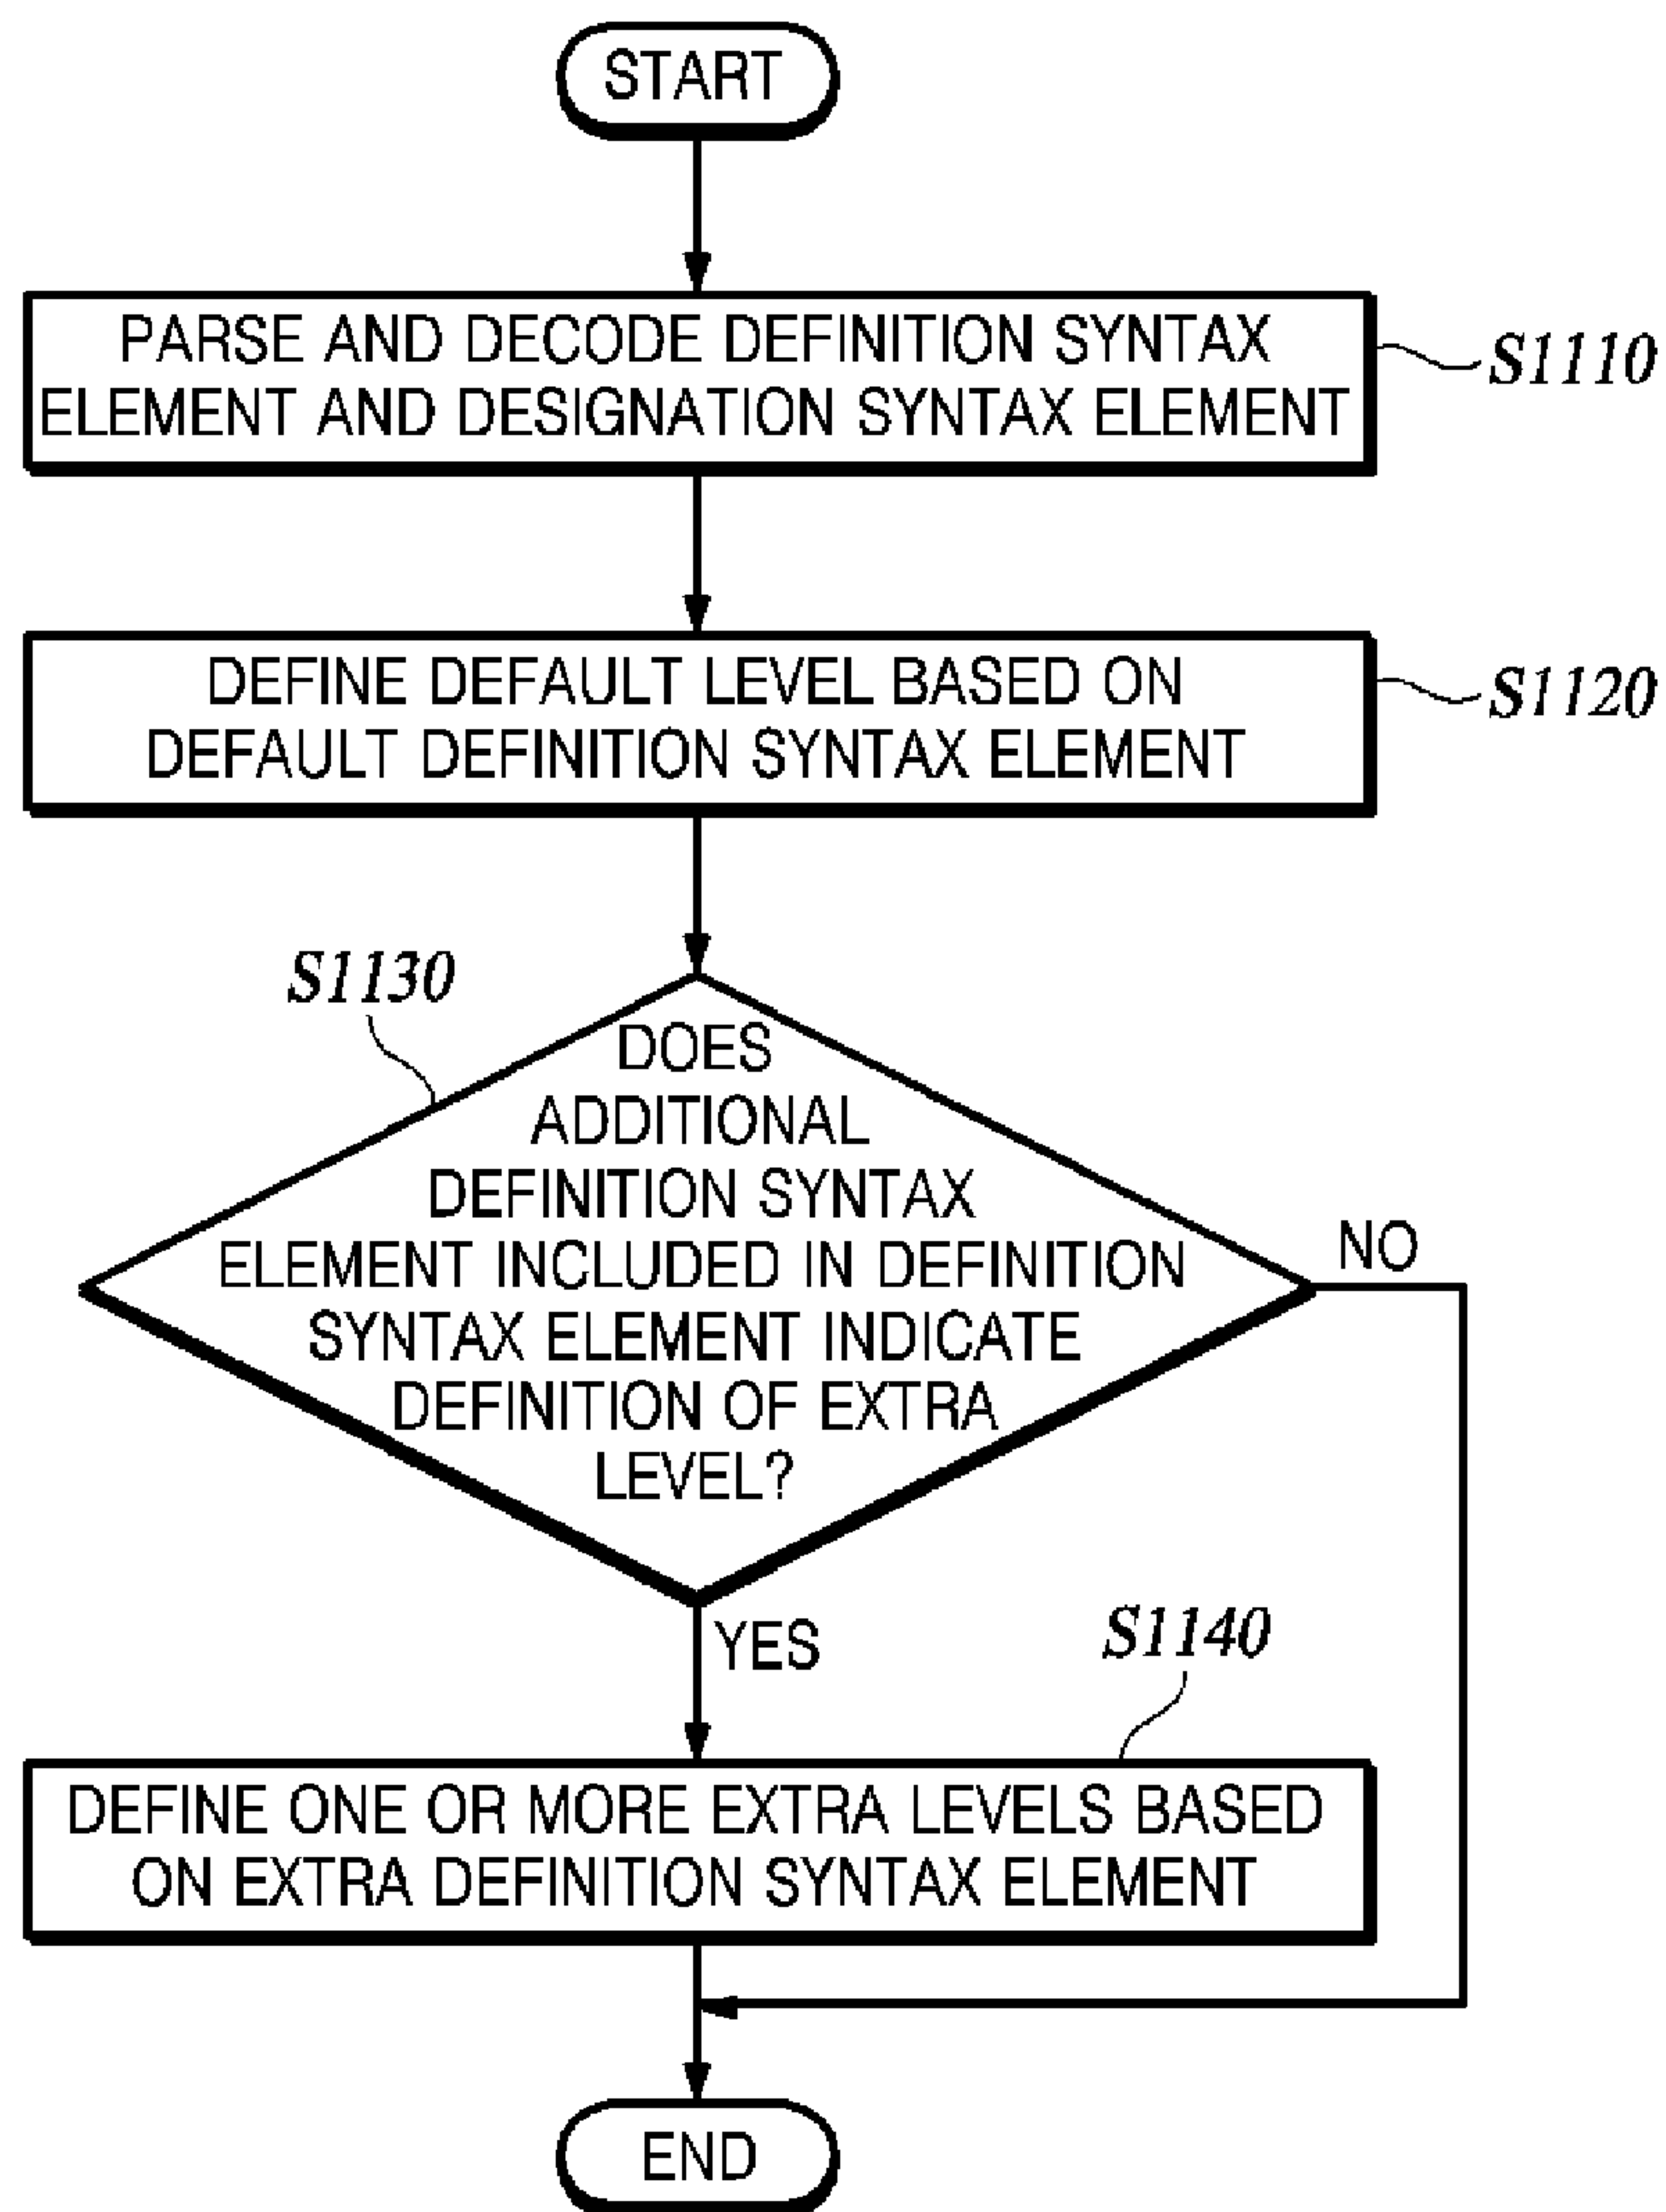 START
PARSE AND DECODE DEFINITION SYNTAX
ELEMENT AND DESIGNATION SYNTAX ELEMENT
S1110
DEFINE DEFAULT LEVEL BASED ON
DEFAULT DEFINITION SYNTAX ELEMENT
S1120
S1130
DOES
ADDITIONAL
DEFINITION SYNTAX
ELEMENT INCLUDED IN DEFINITION
SYNTAX ELEMENT INDICATE
DEFINITION OF EXTRA
LEVEL?
NO
YES
S1140
DEFINE ONE OR MORE EXTRA LEVELS BASED
ON EXTRA DEFINITION SYNTAX ELEMENT
END